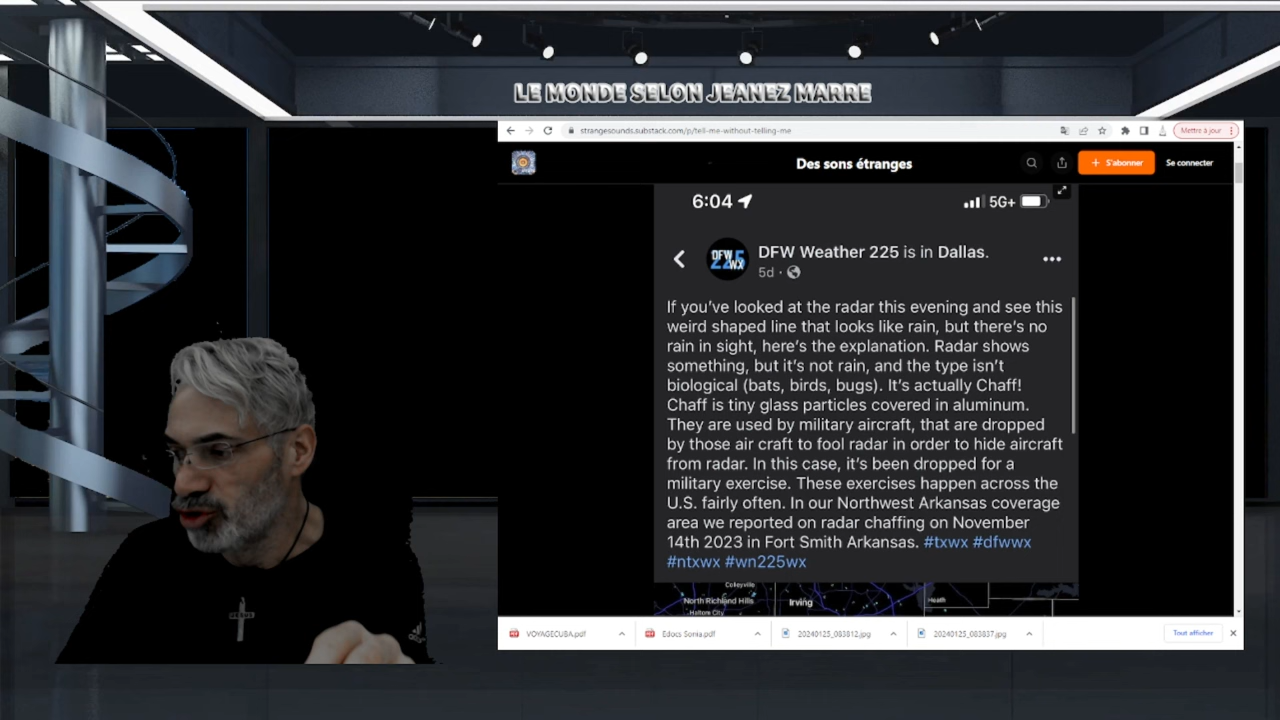 LE MONDE SELON JEANEZ MARRE
strangesounds.substack.com/p/tell-me-without-telling-me
Mettre à jour
Des sons étranges
+ S'abonner
Se connecter
6:04
5G+
DFW Weather 225 is in Dallas.
5d
If you've looked at the radar this evening and see this
weird shaped line that looks like rain, but there's no
rain in sight, here's the explanation. Radar shows
something, but it's not rain, and the type isn't
biological (bats, birds, bugs). It's actually Chaff!
Chaff is tiny glass particles covered in aluminum.
They are used by military aircraft, that are dropped
by those air craft to fool radar in order to hide aircraft
from radar. In this case, it's been dropped for a
military exercise. These exercises happen across the
U.S. fairly often. In our Northwest Arkansas coverage
area we reported on radar chaffing on November
14th 2023 in Fort Smith Arkansas. #txwx #dfwwx
#ntxwx #wn225wx
Colleyville
North Richland Hills
Irving
Heath
Haltom City
VOYAGECUBA.pdf
Edocs Sonia.pdf
20240125_083812.jpg
20240125_083837.jpg
Tout afficher